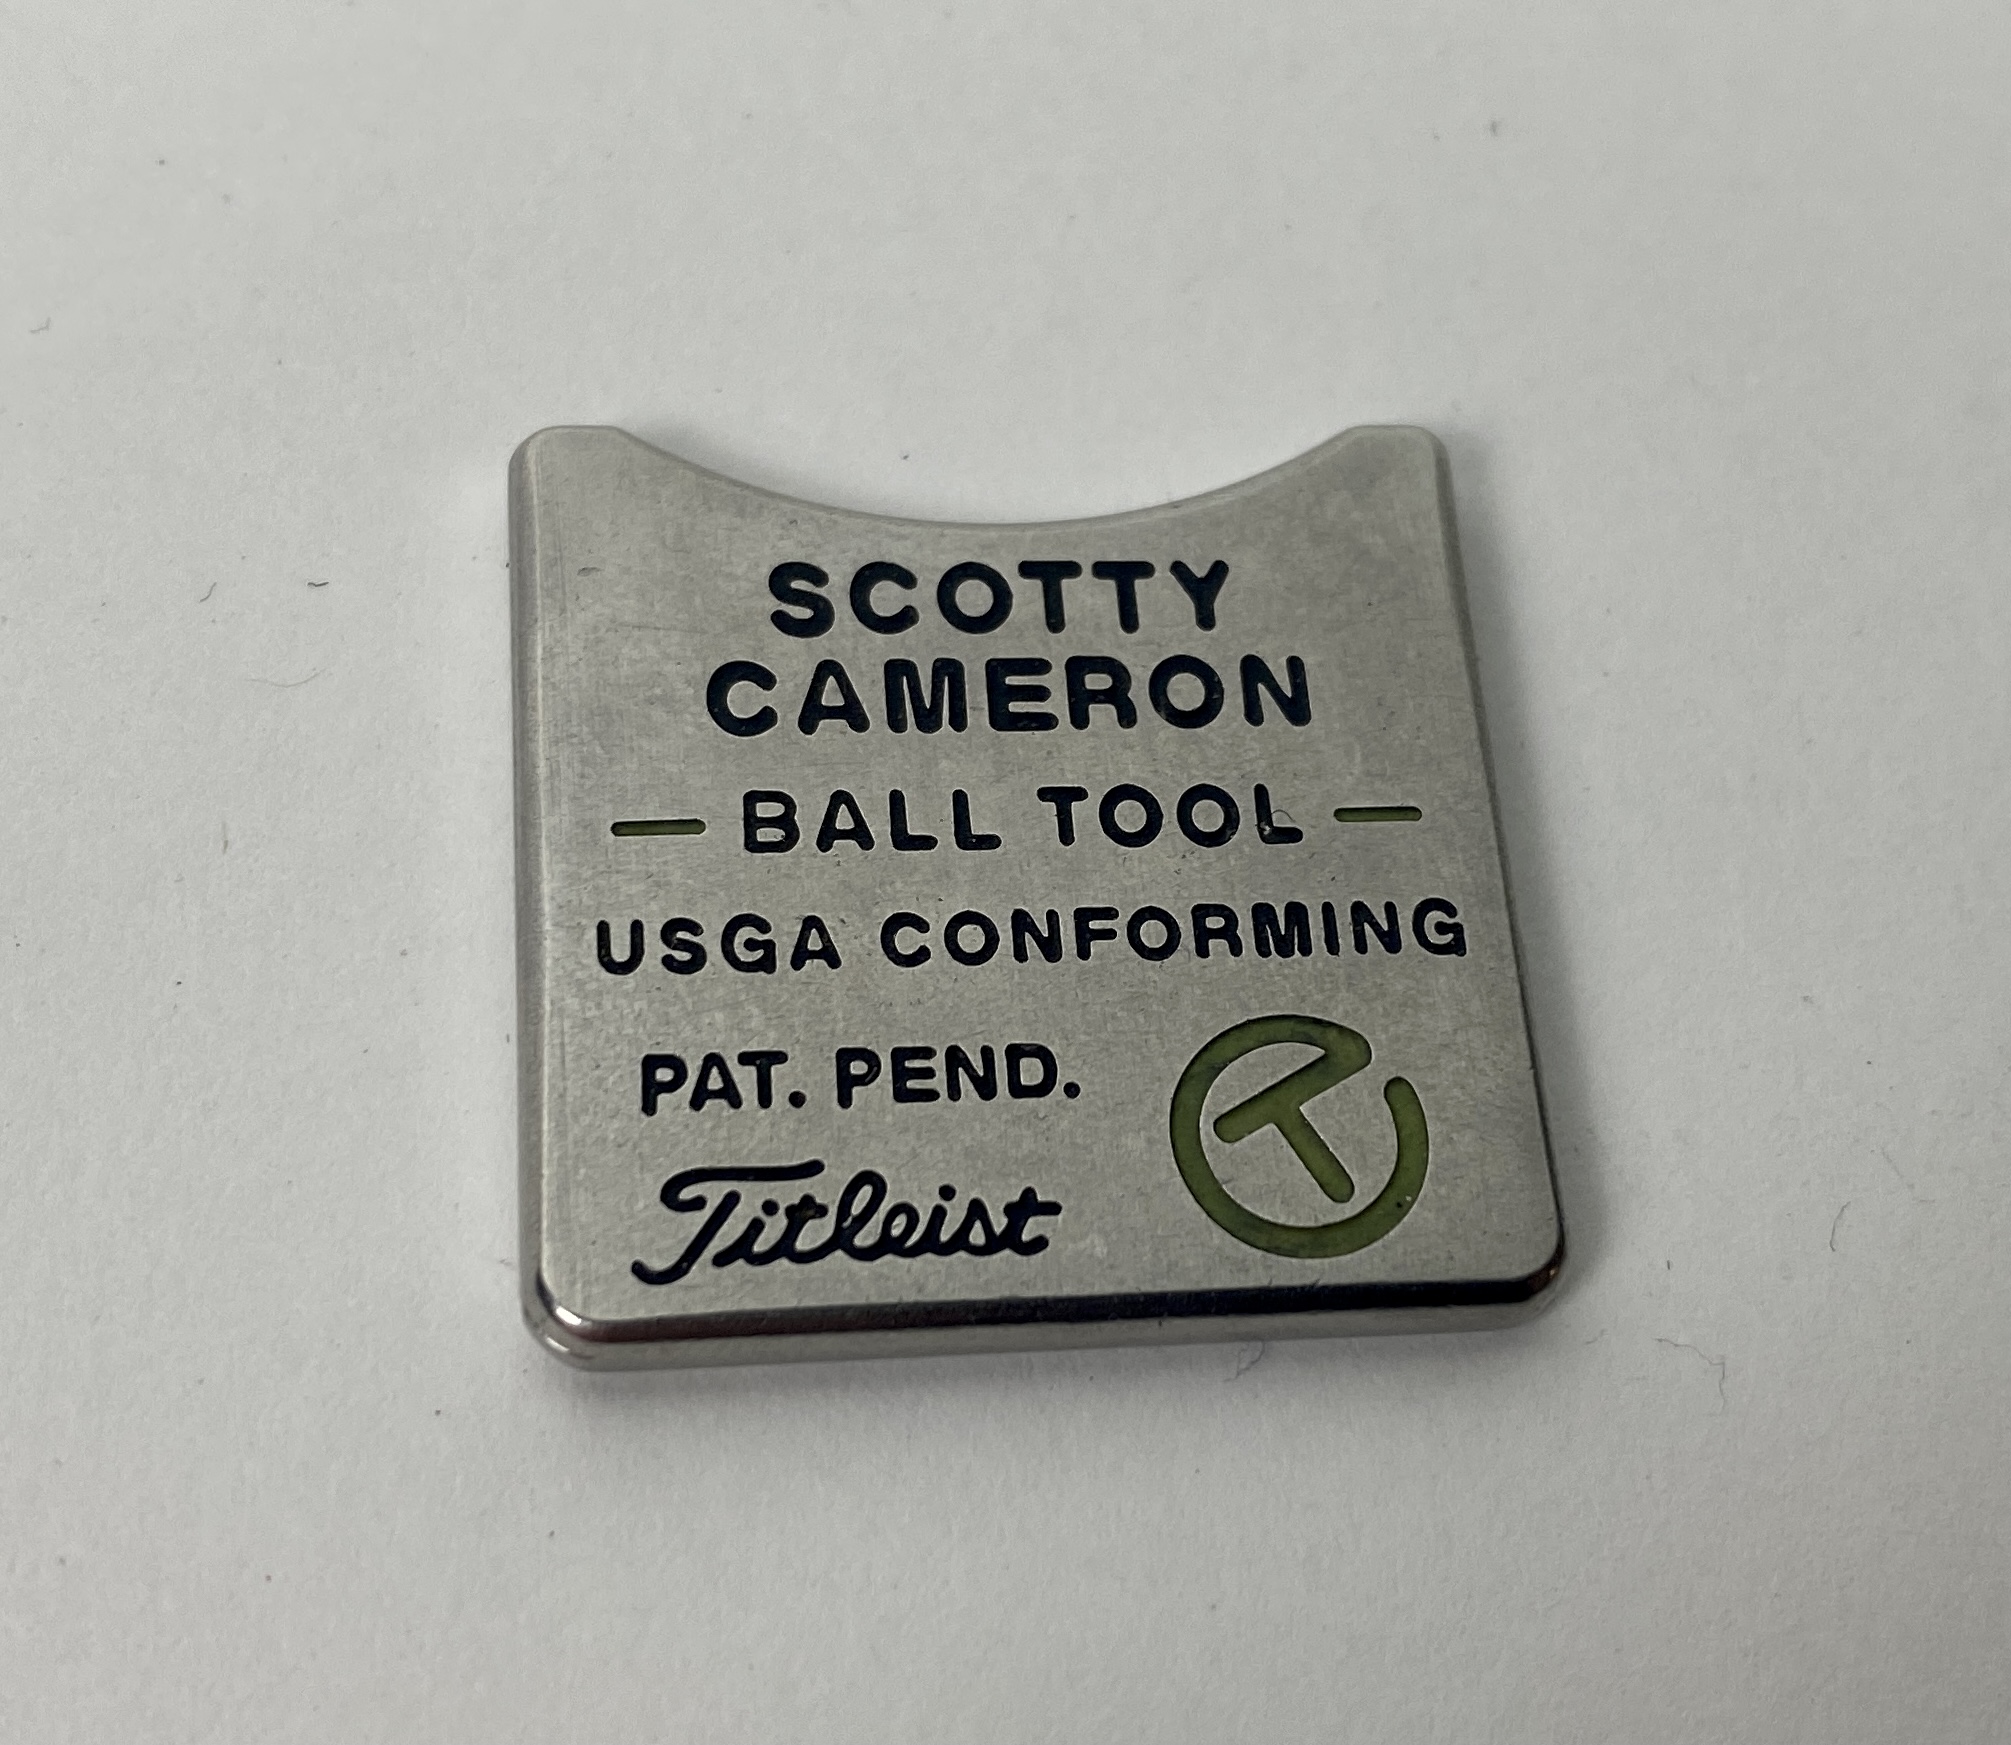 SCOTTY
CAMERON
— BALL TOOL —
USGA CONFORMING
PAT. PEND.
Titleist